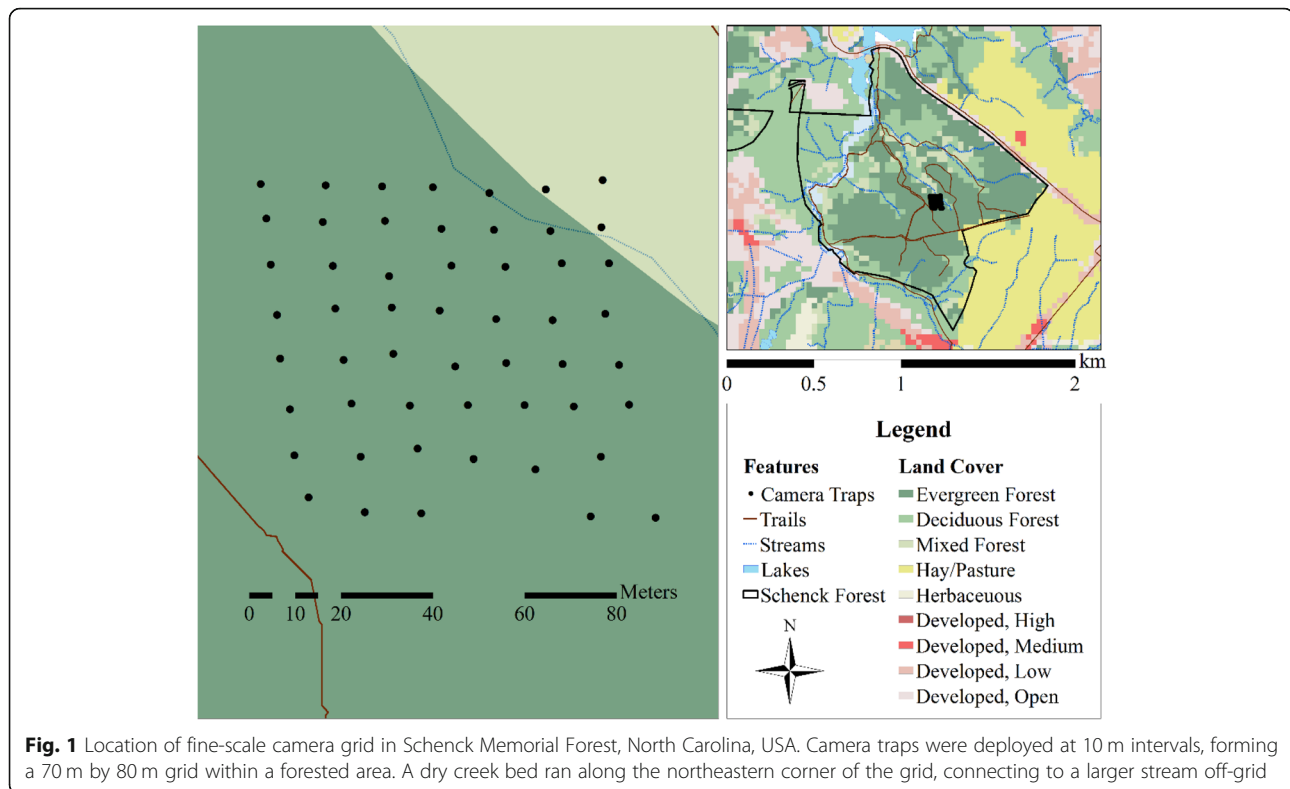 Meters
0 10 20 40 60 80
km
0 0.5 1 2
Legend
Features
• Camera Traps
Trails
Streams
Lakes
Schenck Forest
N
Land Cover
Evergreen Forest
Deciduous Forest
Mixed Forest
Hay/Pasture
Herbaceuous
Developed, High
Developed, Medium
Developed, Low
Developed, Open
Fig. 1 Location of fine-scale camera grid in Schenck Memorial Forest, North Carolina, USA. Camera traps were deployed at 10 m intervals, forming
a 70 m by 80 m grid within a forested area. A dry creek bed ran along the northeastern corner of the grid, connecting to a larger stream off-grid